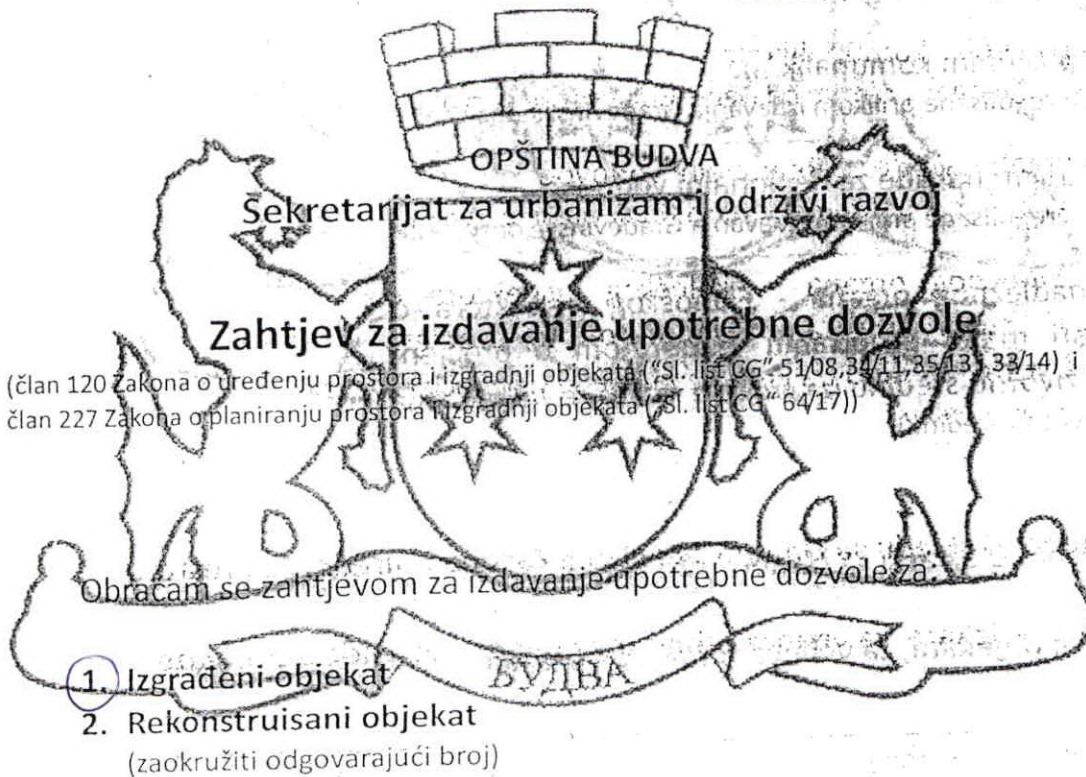 OPŠTINA BUDVA
Sekretarijat za urbanizam i održivi razvoj
Zahtjev za izdavanje upotrebne dozvole
(član 120 Zakona o uređenju prostora i izgradnji objekata ("Sl. list CG" 51/08,34/11,35/13 i 33/14) i
član 227 Zakona o planiranju prostora i izgradnji objekata ("Sl. list CG" 64/17))
Obraćam se zahtjevom za izdavanje upotrebne dozvole za:
БУДВА
1. Izgrađeni objekat
2. Rekonstruisani objekat
(zaokružiti odgovarajući broj)